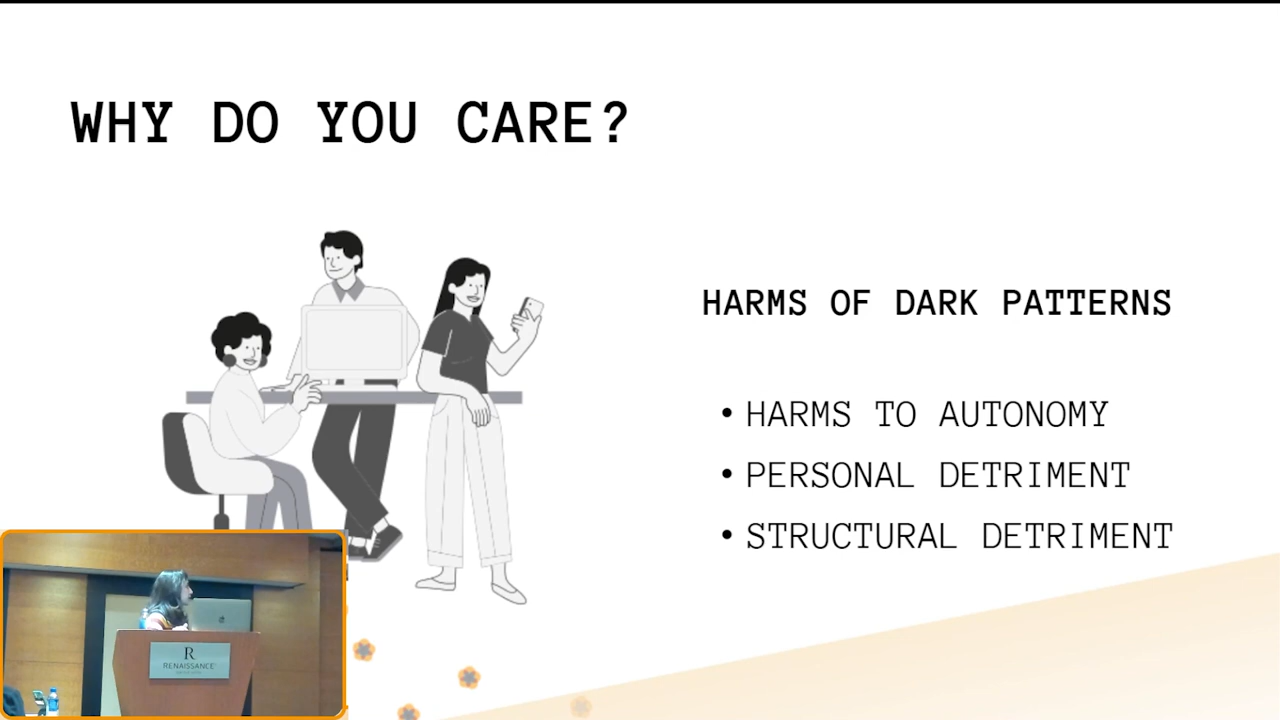 WHY DO YOU CARE?
HARMS OF DARK PATTERNS
• HARMS TO AUTONOMY
• PERSONAL DETRIMENT
• STRUCTURAL DETRIMENT
R
RENAISSANCE